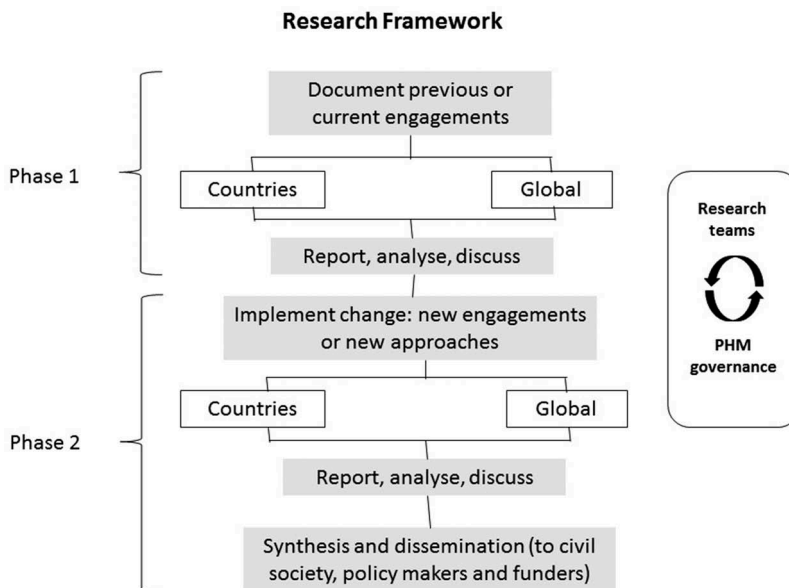 Research Framework
Document previous or
current engagements
Phase 1
Countries
Global
Report, analyse, discuss
Implement change: new engagements
or new approaches
Phase 2
Countries
Global
Report, analyse, discuss
Synthesis and dissemination (to civil
society, policy makers and funders)
Research
teams
PHM
governance